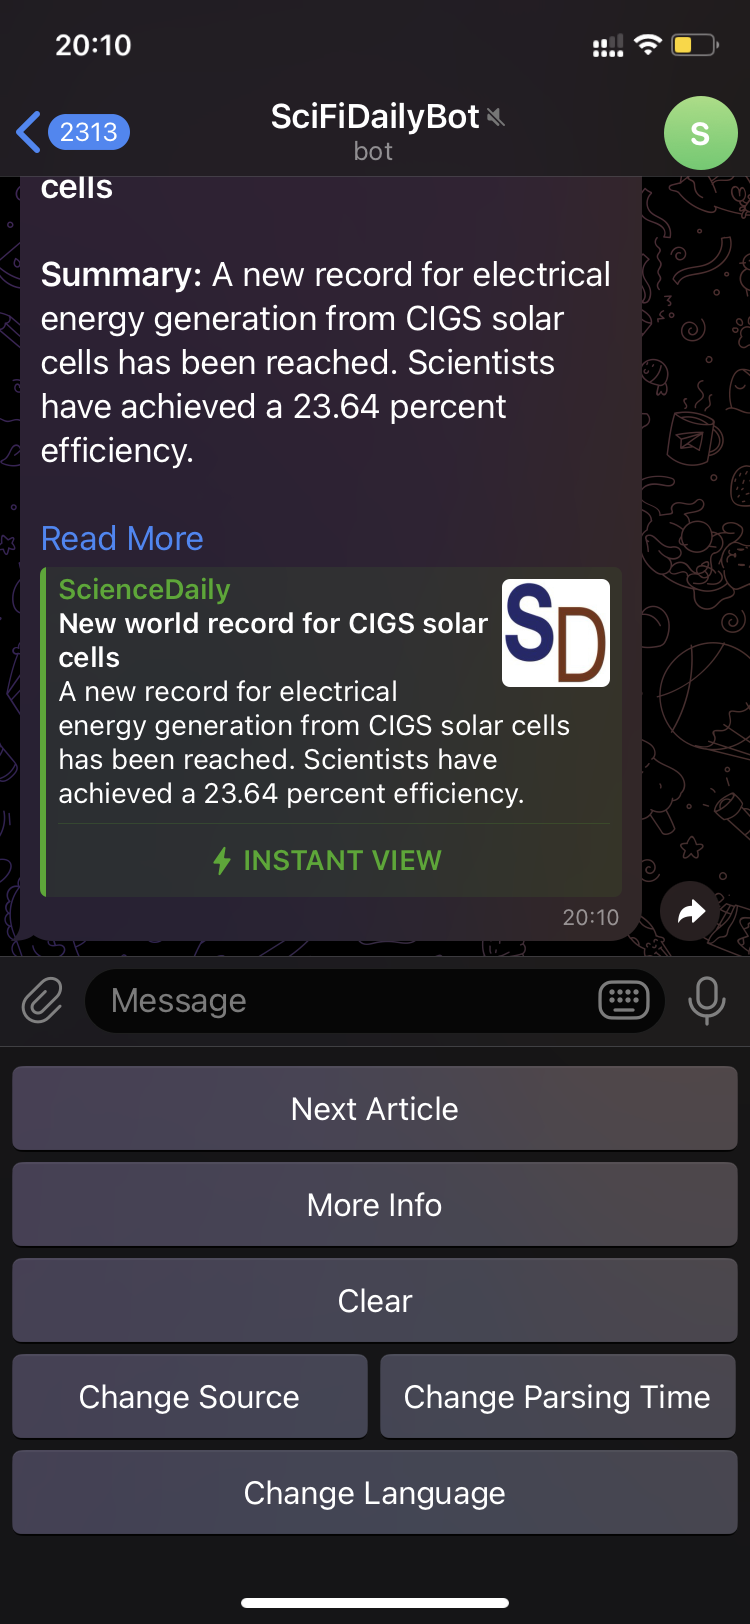 20:10
2313
SciFiDailyBot
bot
S
cells
Summary: A new record for electrical
energy generation from CIGS solar
cells has been reached. Scientists
have achieved a 23.64 percent
efficiency.
Read More
ScienceDaily
New world record for CIGS solar
cells
SD
A new record for electrical
energy generation from CIGS solar cells
has been reached. Scientists have
achieved a 23.64 percent efficiency.
INSTANT VIEW
20:10
Message
Next Article
More Info
Clear
Change Source
Change Parsing Time
Change Language